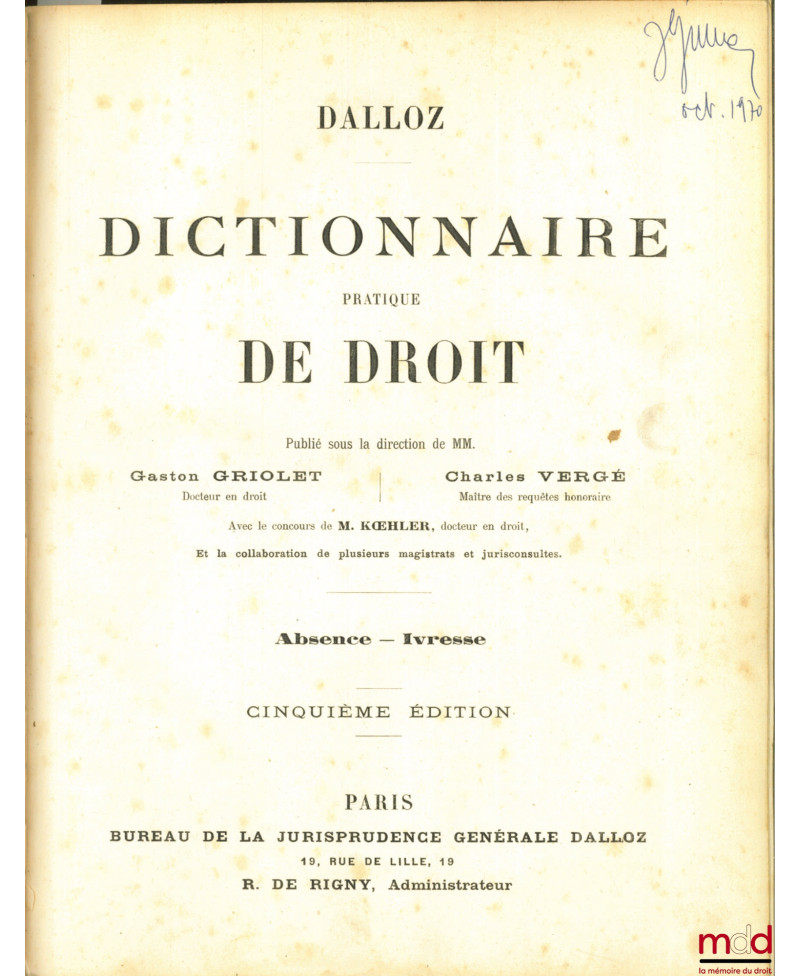 oct. 1970
DALLOZ
DICTIONNAIRE
PRATIQUE
DE DROIT
Publié sous la direction de MM.
Gaston GRIOLET
Docteur en droit
Charles VERGÉ
Maître des requêtes honoraire
Avec le concours de M. KŒHLER, docteur en droit,
Et la collaboration de plusieurs magistrats et jurisconsultes.
Absence — Ivresse
CINQUIÈME ÉDITION
PARIS
BUREAU DE LA JURISPRUDENCE GENÉRALE DALLOZ
19, RUE DE LILLE, 19
R. DE RIGNY, Administrateur
mdd
la mémoire du droit